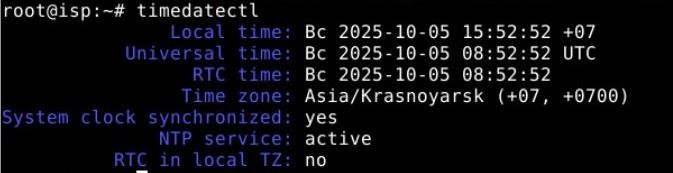 root@isp:~# timedatectl
Local time: Вс 2025-10-05 15:52:52 +07
Universal time: Вс 2025-10-05 08:52:52 UTC
RTC time: Вс 2025-10-05 08:52:52
Time zone: Asia/Krasnoyarsk (+07, +0700)
System clock synchronized: yes
NTP service: active
RTC in local TZ: no